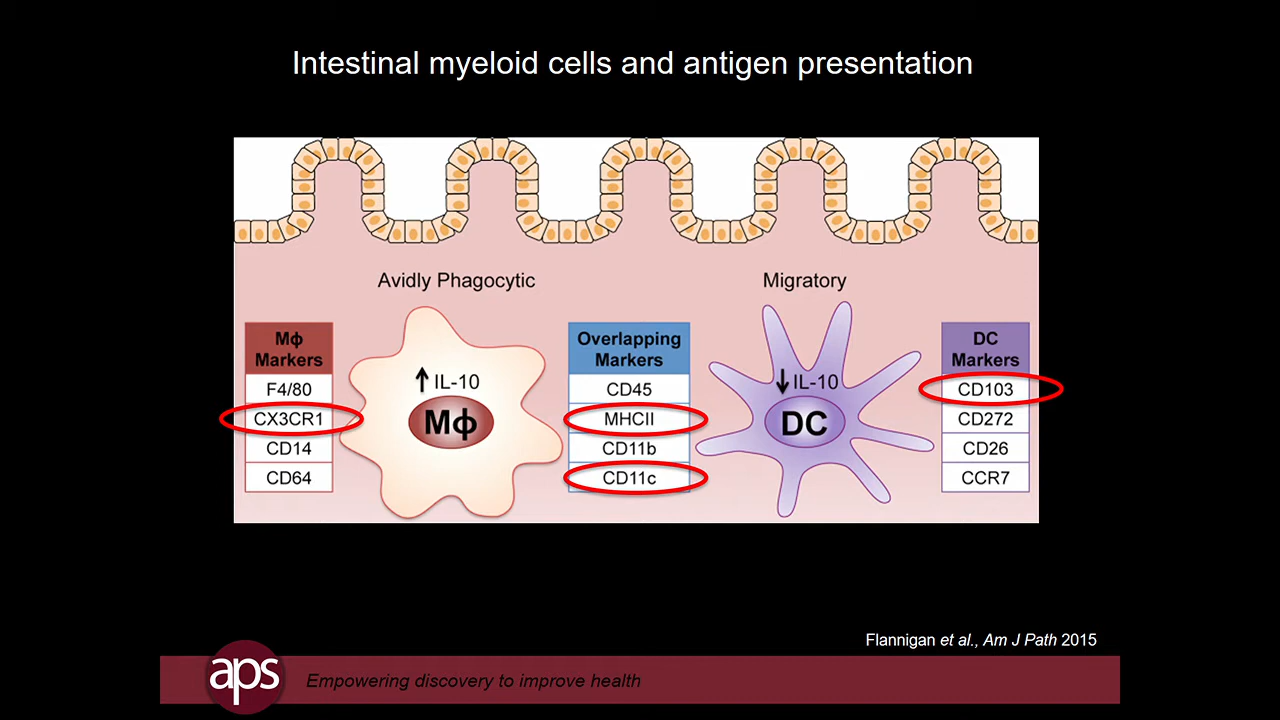 Intestinal myeloid cells and antigen presentation
Avidly Phagocytic
Migratory
Mϕ
Markers
F4/80
CX3CR1
CD14
CD64
↑ IL-10
Mϕ
Overlapping
Markers
CD45
MHCII
CD11b
CD11c
↓ IL-10
DC
DC
Markers
CD103
CD272
CD26
CCR7
Flannigan et al., Am J Path 2015
aps
Empowering discovery to improve health